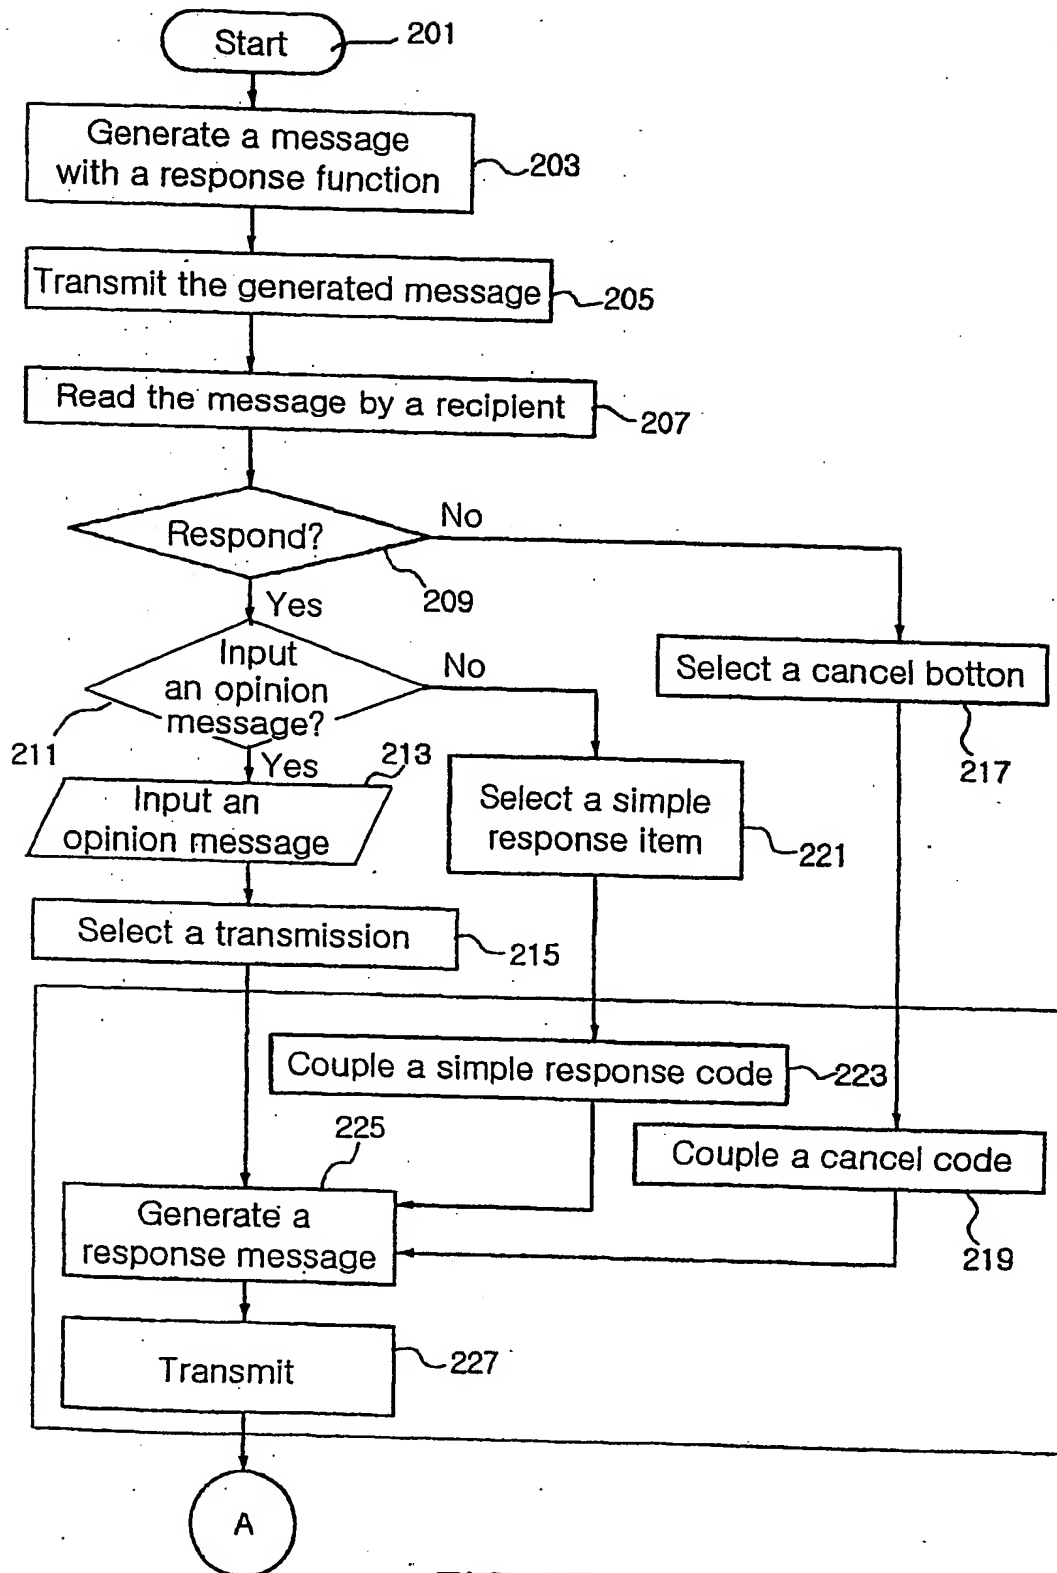 Start
201
Generate a message
with a response function
203
Transmit the generated message
205
Read the message by a recipient
207
Respond?
No
209
Yes
Input
an opinion
message?
No
211
Yes
213
Select a cancel botton
217
Input an
opinion message
Select a simple
response item
221
Select a transmission
215
Couple a simple response code
223
225
Couple a cancel code
219
Generate a
response message
Transmit
227
A